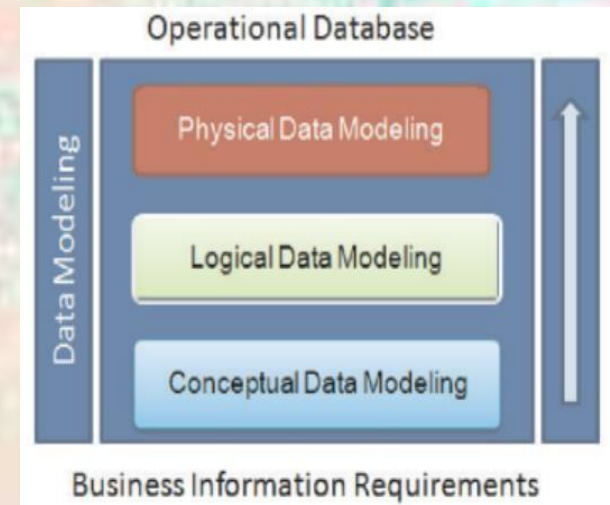 Operational Database
Data Modeling
Physical Data Modeling
Logical Data Modeling
Conceptual Data Modeling
Business Information Requirements